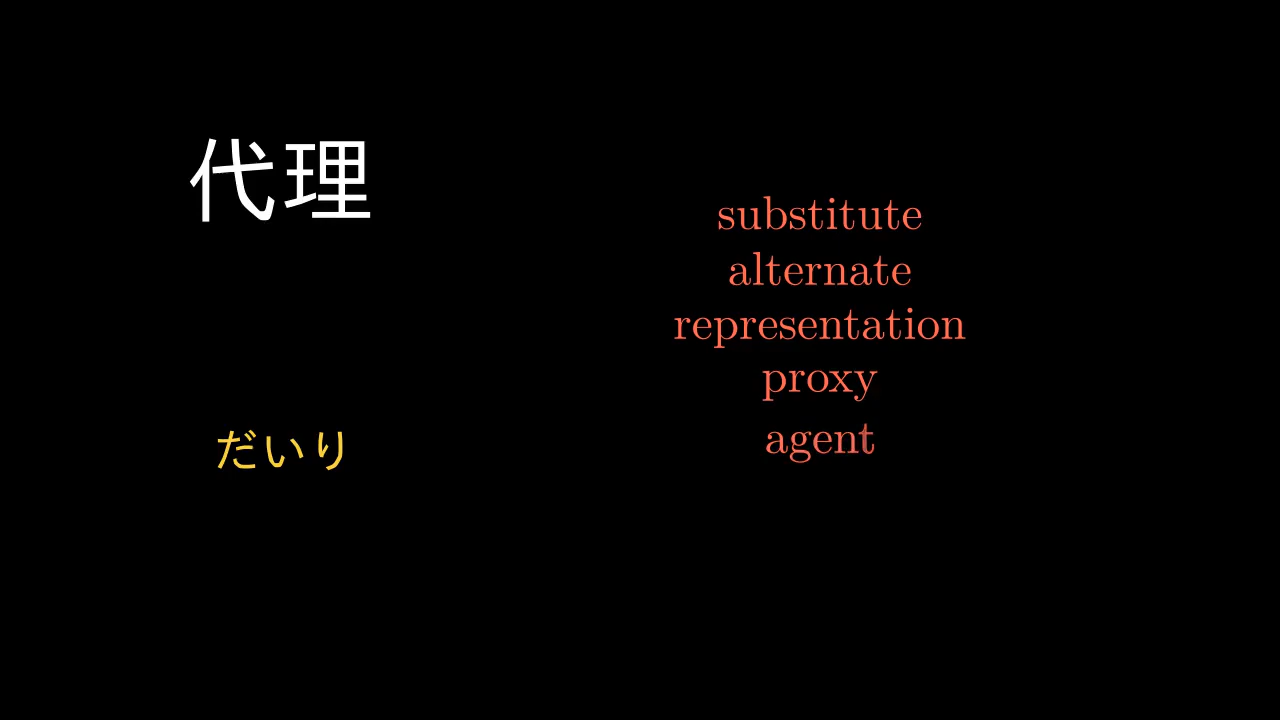 代理
だいり
substitute
alternate
representation
proxy
agent